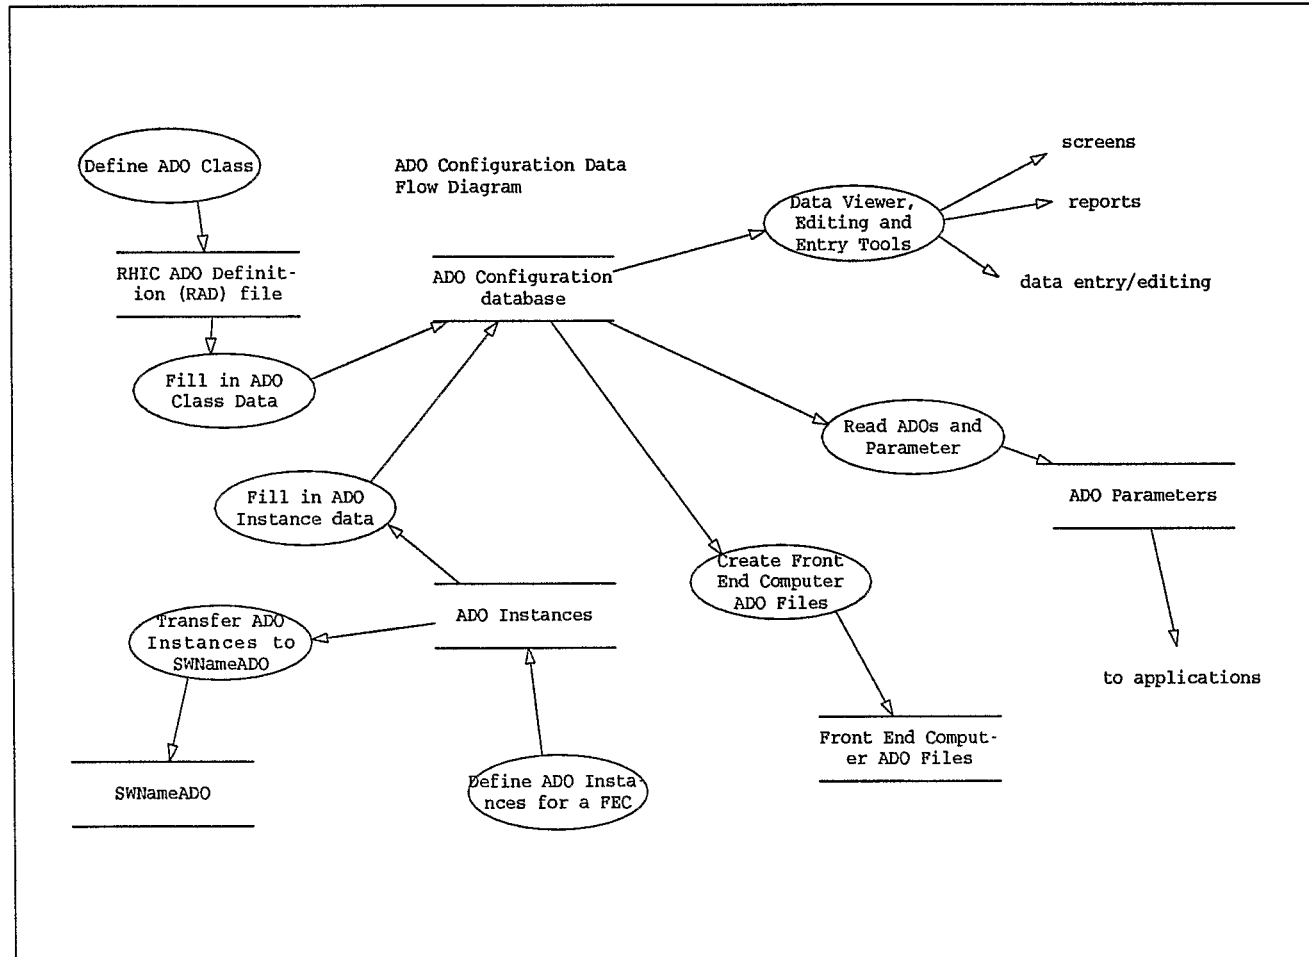 Define ADO Class
ADO Configuration Data
Flow Diagram
screens
reports
data entry/editing
Data Viewer,
Editing and
Entry Tools
RHIC ADO Definit-
ion (RAD) file
ADO Configuration
database
Fill in ADO
Class Data
Read ADOs and
Parameter
ADO Parameters
Fill in ADO
Instance data
Create Front
End Computer
ADO Files
ADO Instances
Transfer ADO
Instances to
SWNameADO
to applications
Front End Comput-
er ADO Files
SWNameADO
Define ADO Insta-
nces for a FEC